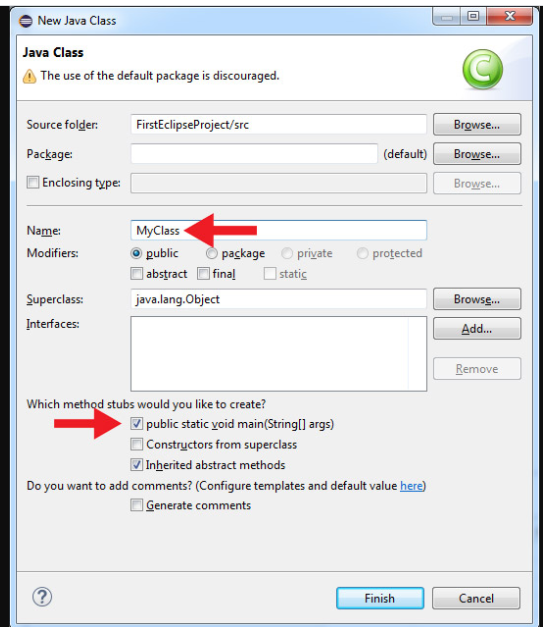 New Java Class
Java Class
The use of the default package is discouraged.
Source folder: FirstEclipseProject/src Browse...
Package: (default) Browse...
Enclosing type: Browse...
Name: MyClass
Modifiers: public package private protected
abstract final static
Superclass: java.lang.Object Browse...
Interfaces: Add...
Remove
Which method stubs would you like to create?
public static void main(String[] args)
Constructors from superclass
Inherited abstract methods
Do you want to add comments? (Configure templates and default value here)
Generate comments
? Finish Cancel